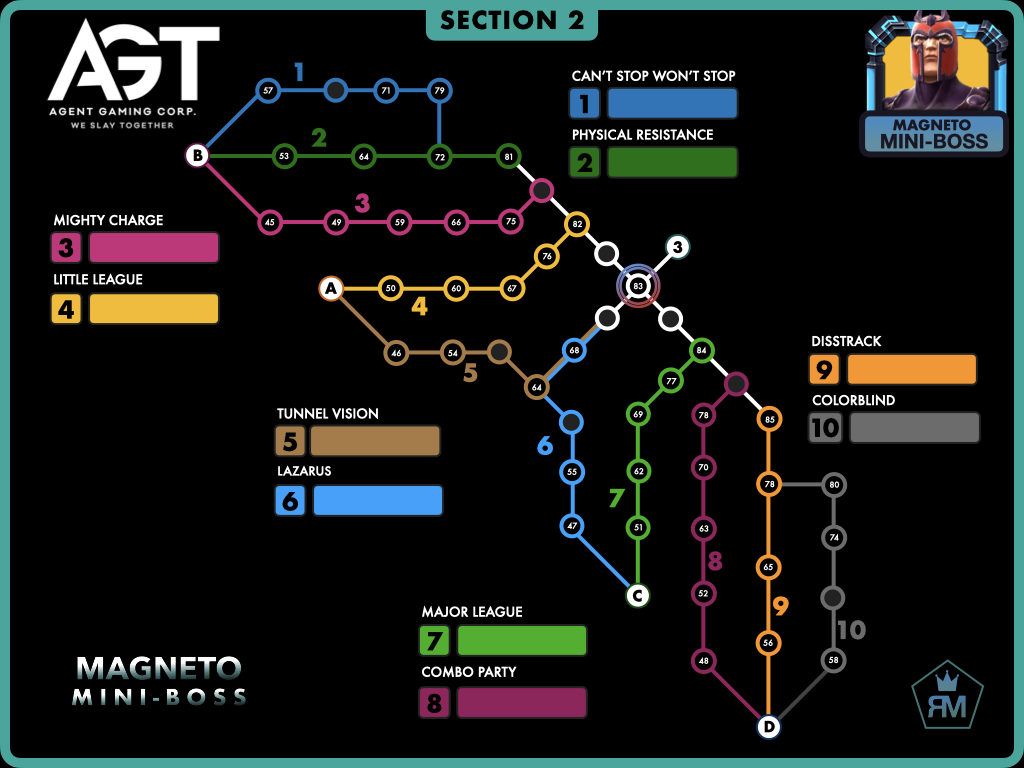 SECTION 2
AGT
AGENT GAMING CORP.
WE SLAY TOGETHER
MAGNETO
MINI-BOSS
CAN'T STOP WON'T STOP
1
PHYSICAL RESISTANCE
2
MIGHTY CHARGE
3
LITTLE LEAGUE
4
1
57
71
79
B
2
53
64
72
81
3
45
49
59
66
75
82
76
3
83
A
50
60
67
4
46
54
5
68
64
84
77
DISSTRACK
9
COLORBLIND
10
TUNNEL VISION
5
LAZARUS
6
6
55
47
69
62
7
51
C
78
70
63
8
52
48
85
78
80
74
65
9
56
10
58
D
MAJOR LEAGUE
7
COMBO PARTY
8
MAGNETO
MINI-BOSS
RM